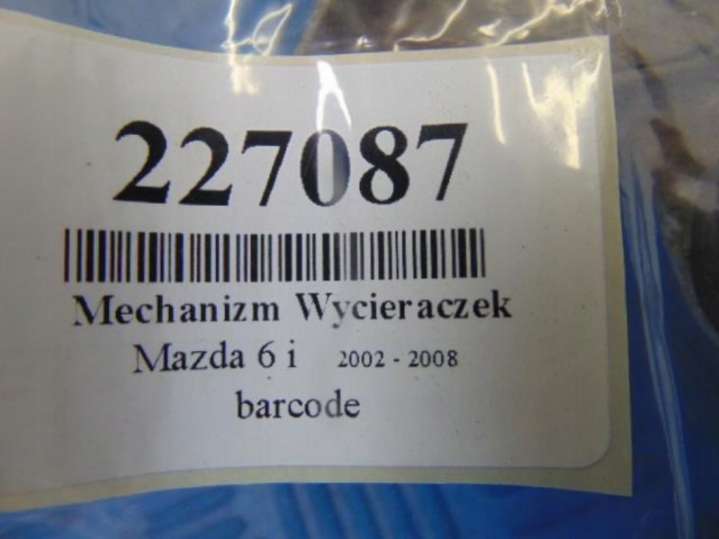 227087
Mechanizm Wycieraczek
Mazda 6 i 2002 - 2008
barcode